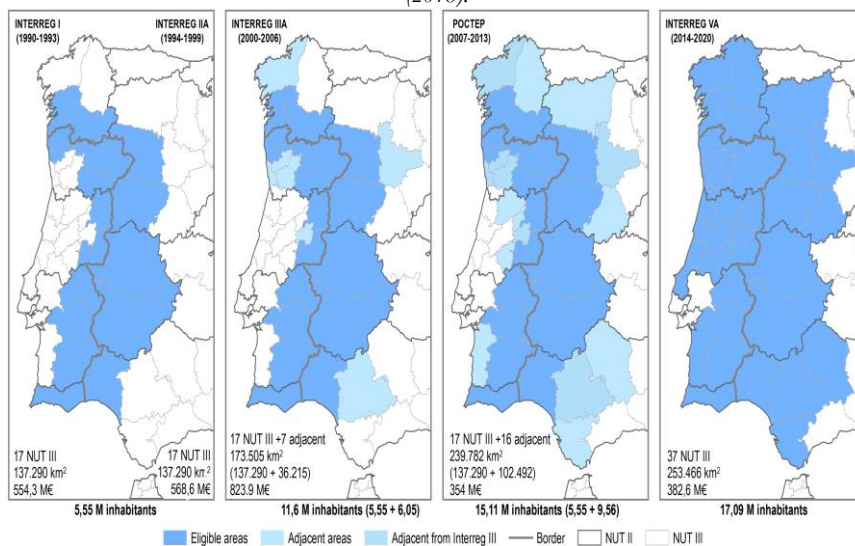 (2016).
INTERREG I
(1990-1993)
INTERREG IIA
(1994-1999)
17 NUT III
137.290 km²
554,3 M€
17 NUT III
137.290 km²
568,6 M€
5,55 M inhabitants
INTERREG IIIA
(2000-2006)
17 NUT III +7 adjacent
173.505 km²
(137.290 + 36.215)
823.9 M€
11,6 M inhabitants (5,55 + 6,05)
POCTEP
(2007-2013)
17 NUT III +16 adjacent
239.782 km²
(137.290 + 102.492)
354 M€
15,11 M inhabitants (5,55 + 9,56)
INTERREG VA
(2014-2020)
37 NUT III
253.466 km²
382,6 M€
17,09 M inhabitants
Eligible areas
Adjacent areas
Adjacent from Interreg III
Border
NUT II
NUT III